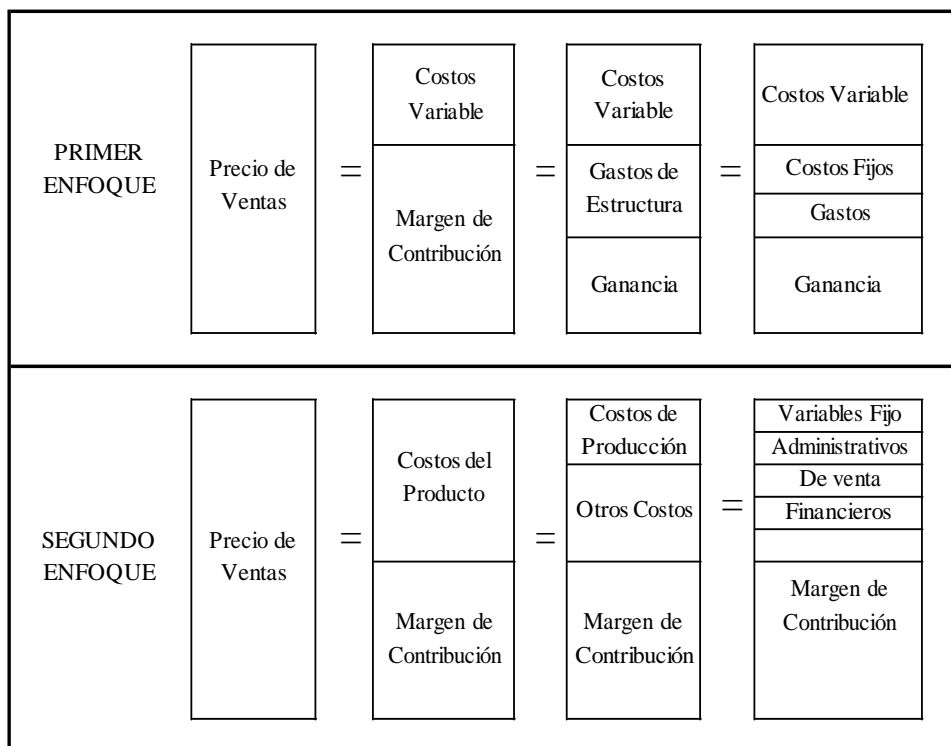 PRIMER
ENFOQUE
Precio de
Ventas
=
Costos
Variable
Margen de
Contribución
=
Costos
Variable
Gastos de
Estructura
Ganancia
=
Costos Variable
Costos Fijos
Gastos
Ganancia
SEGUNDO
ENFOQUE
Precio de
Ventas
=
Costos del
Producto
Margen de
Contribución
=
Costos de
Producción
Otros Costos
Margen de
Contribución
=
Variables Fijo
Administrativos
De venta
Financieros
Margen de
Contribución